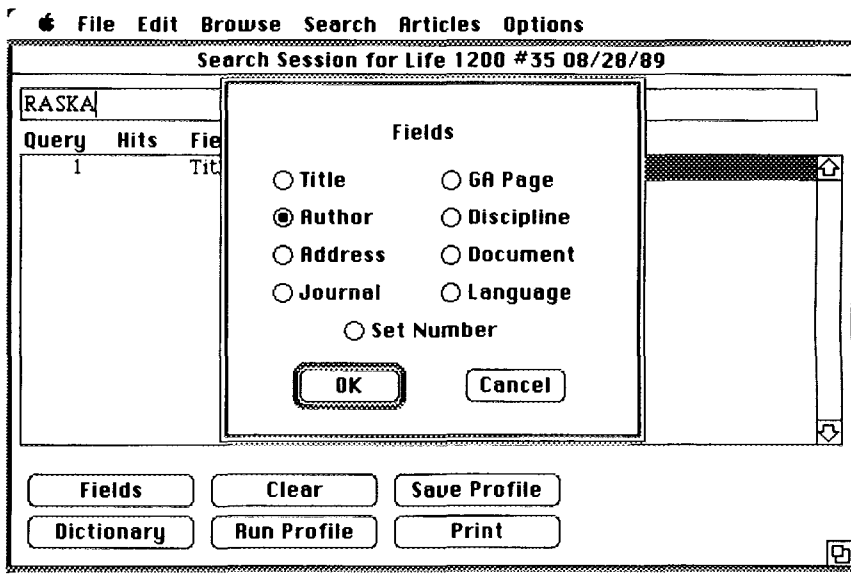 File Edit Browse Search Articles Options
Search Session for Life 1200 #35 08/28/89
RASKA
Query Hits Fie
1 Tit
Fields
Title GA Page
Author Discipline
Address Document
Journal Language
Set Number
OK Cancel
Fields Clear Save Profile
Dictionary Run Profile Print